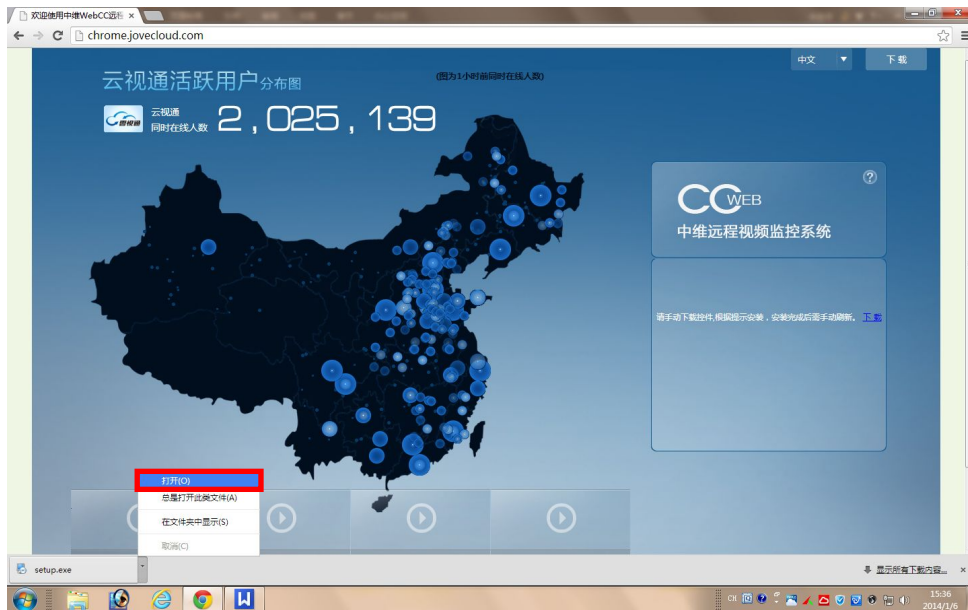 欢迎使用中维WebCC远程
chrome.jovecloud.com
中文
下载
云视通活跃用户分布图
(图为1小时前同时在线人数)
云视通
云视通
同时在线人数
2,025,139
CCWEB
中维远程视频监控系统
请手动下载控件,根据提示安装，安装完成后需手动刷新。 下载
打开(O)
总是打开此类文件(A)
在文件夹中显示(S)
取消(C)
setup.exe
显示所有下载内容...
CH
15:36
2014/1/6